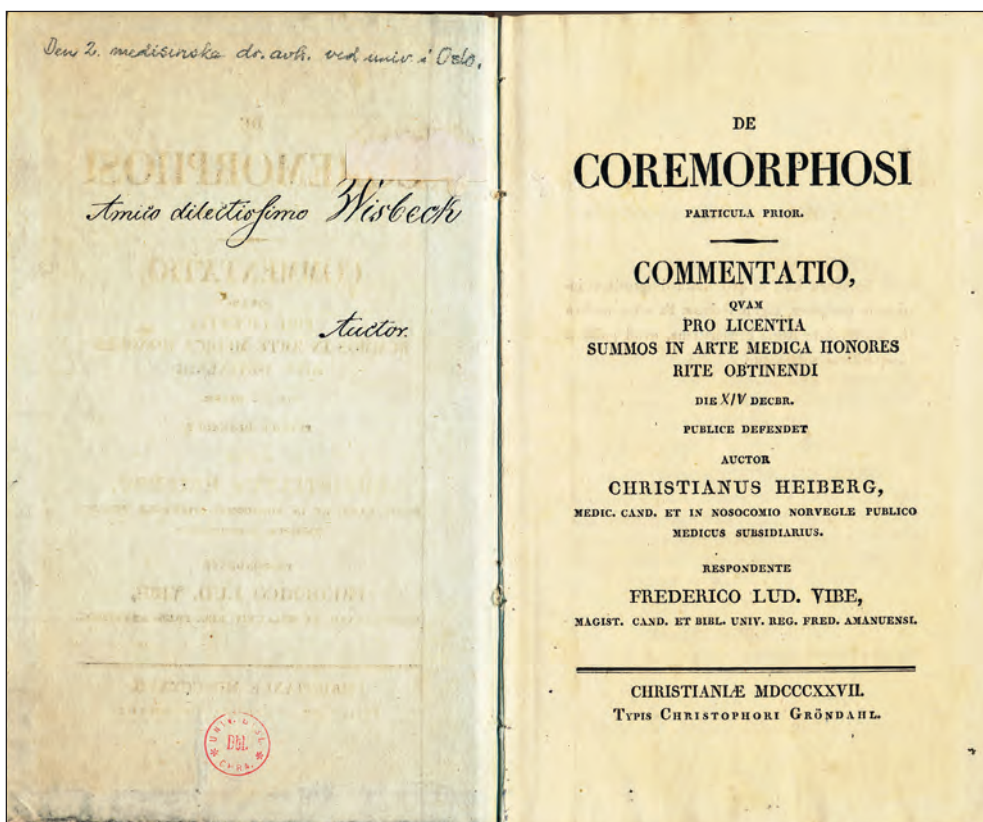 Den 2. medisinske dr. avh. ved univ. i Oslo.
Amico dilectissimo Wisbeck
Auctor.
Bibl.
DE
COREMORPHOSI
PARTICULA PRIOR.
COMMENTATIO,
QVAM
PRO LICENTIA
SUMMOS IN ARTE MEDICA HONORES
RITE OBTINENDI
DIE XIV DECBR.
PUBLICE DEFENDET
AUCTOR
CHRISTIANUS HEIBERG,
MEDIC. CAND. ET IN NOSOCOMIO NORVEGLE PUBLICO
MEDICUS SUBSIDIARIUS.
RESPONDENTE
FREDERICO LUD. VIBE,
MAGIST. CAND. ET BIBL. UNIV. REG. FRED. AMANUENSI.
CHRISTIANIÆ MDCCCXXVII.
TYPIS CHRISTOPHORI GRÖNDAHL.